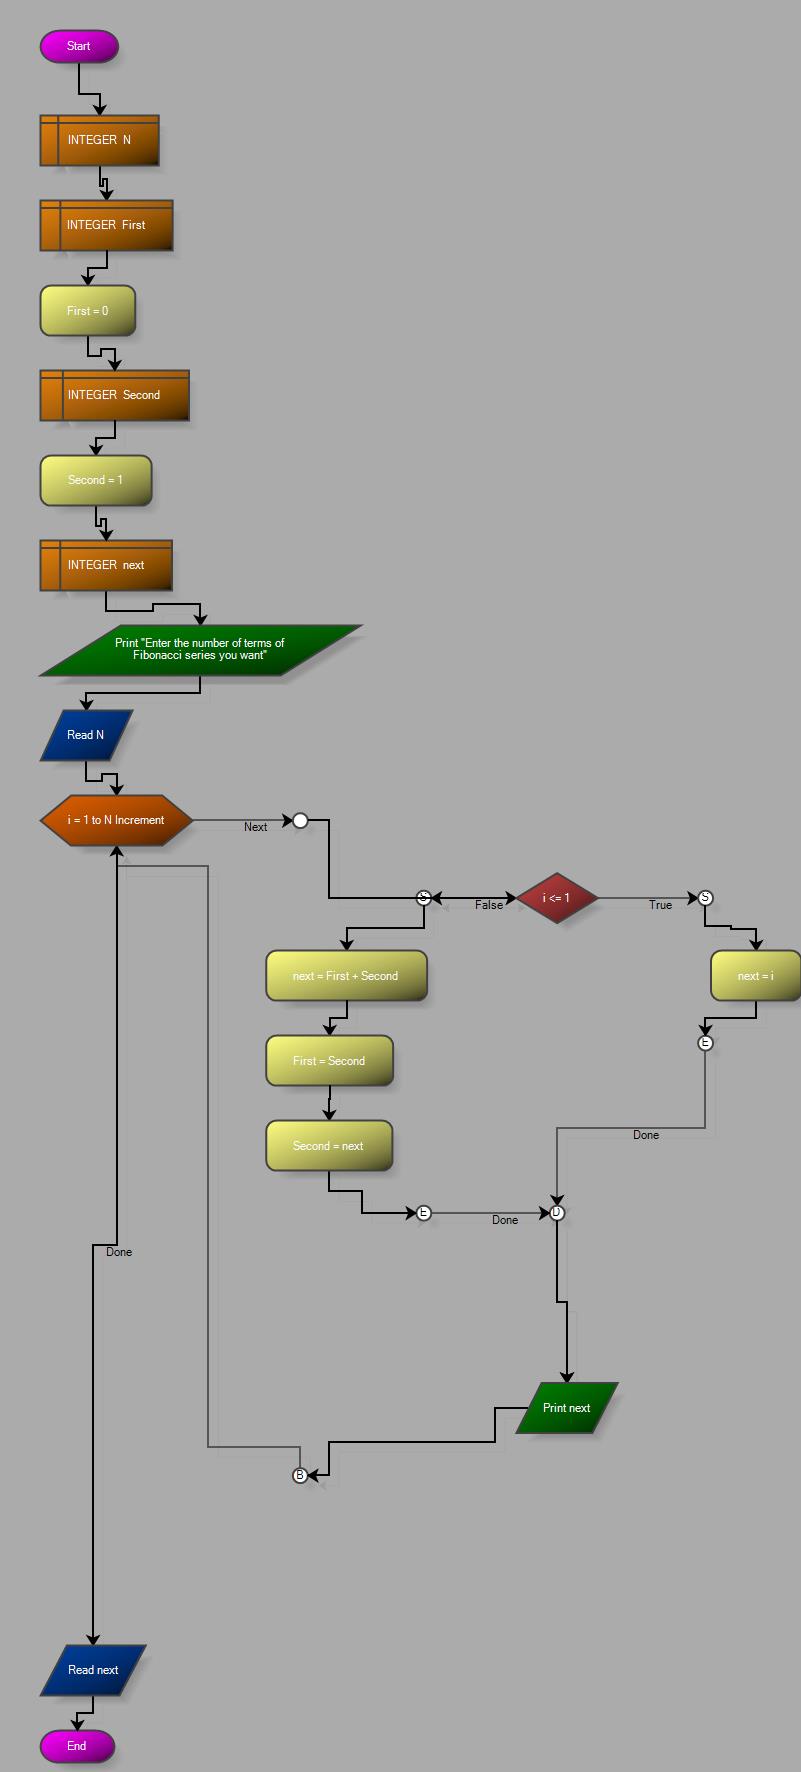 Start
INTEGER N
INTEGER First
First = 0
INTEGER Second
Second = 1
INTEGER next
Print "Enter the number of terms of
Fibonacci series you want"
Read N
i = 1 to N Increment
Next
S
False
i <= 1
True
S
next = First + Second
next = i
First = Second
E
Second = next
Done
E
Done
D
Done
Print next
B
Read next
End